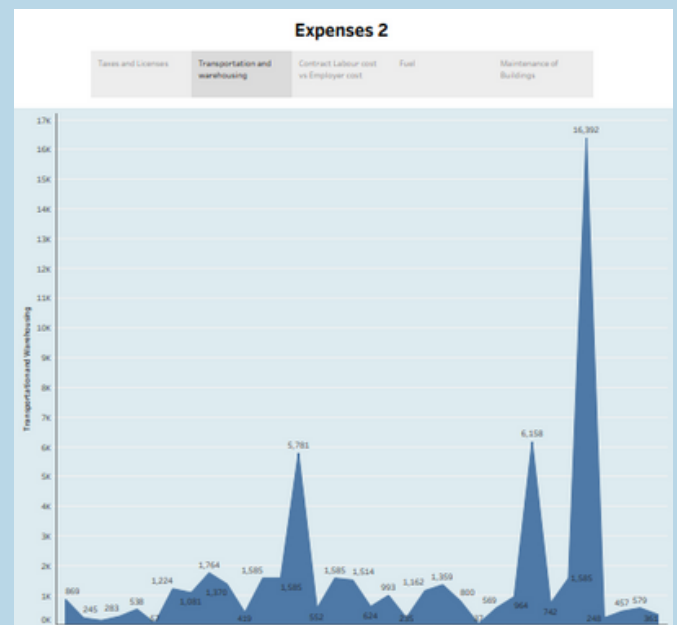 Expenses 2
Taxes and Licenses
Transportation and
warehousing
Contract Labour cost
vs Employer cost
Fuel
Maintenance of
Buildings
17K
16K
15K
14K
13K
12K
11K
10K
9K
8K
7K
6K
5K
4K
3K
2K
1K
0K
Transportation and Warehousing
869
245
283
538
1,224
1,081
1,764
1,370
419
1,585
1,585
5,781
552
1,585
1,514
624
993
1,162
1,359
800
569
964
6,158
742
1,585
16,392
248
457
579
361